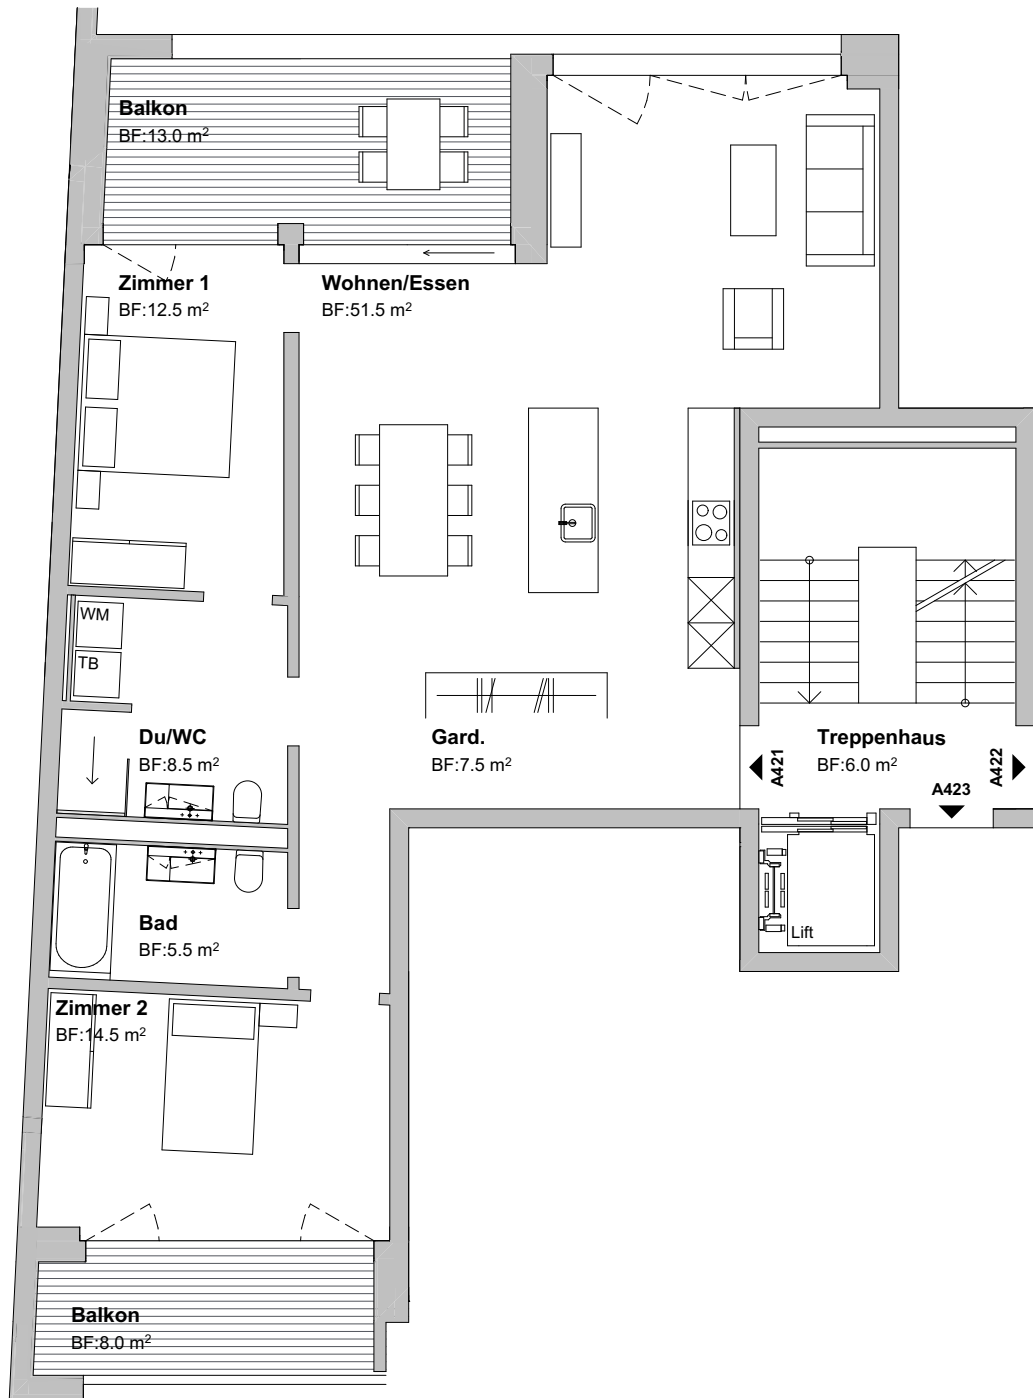 Balkon
BF:13.0 m²
Zimmer 1
BF:12.5 m²
Wohnen/Essen
BF:51.5 m²
WM
TB
Du/WC
BF:8.5 m²
Gard.
BF:7.5 m²
Treppenhaus
BF:6.0 m²
A421
A422
A423
Bad
BF:5.5 m²
Lift
Zimmer 2
BF:14.5 m²
Balkon
BF:8.0 m²